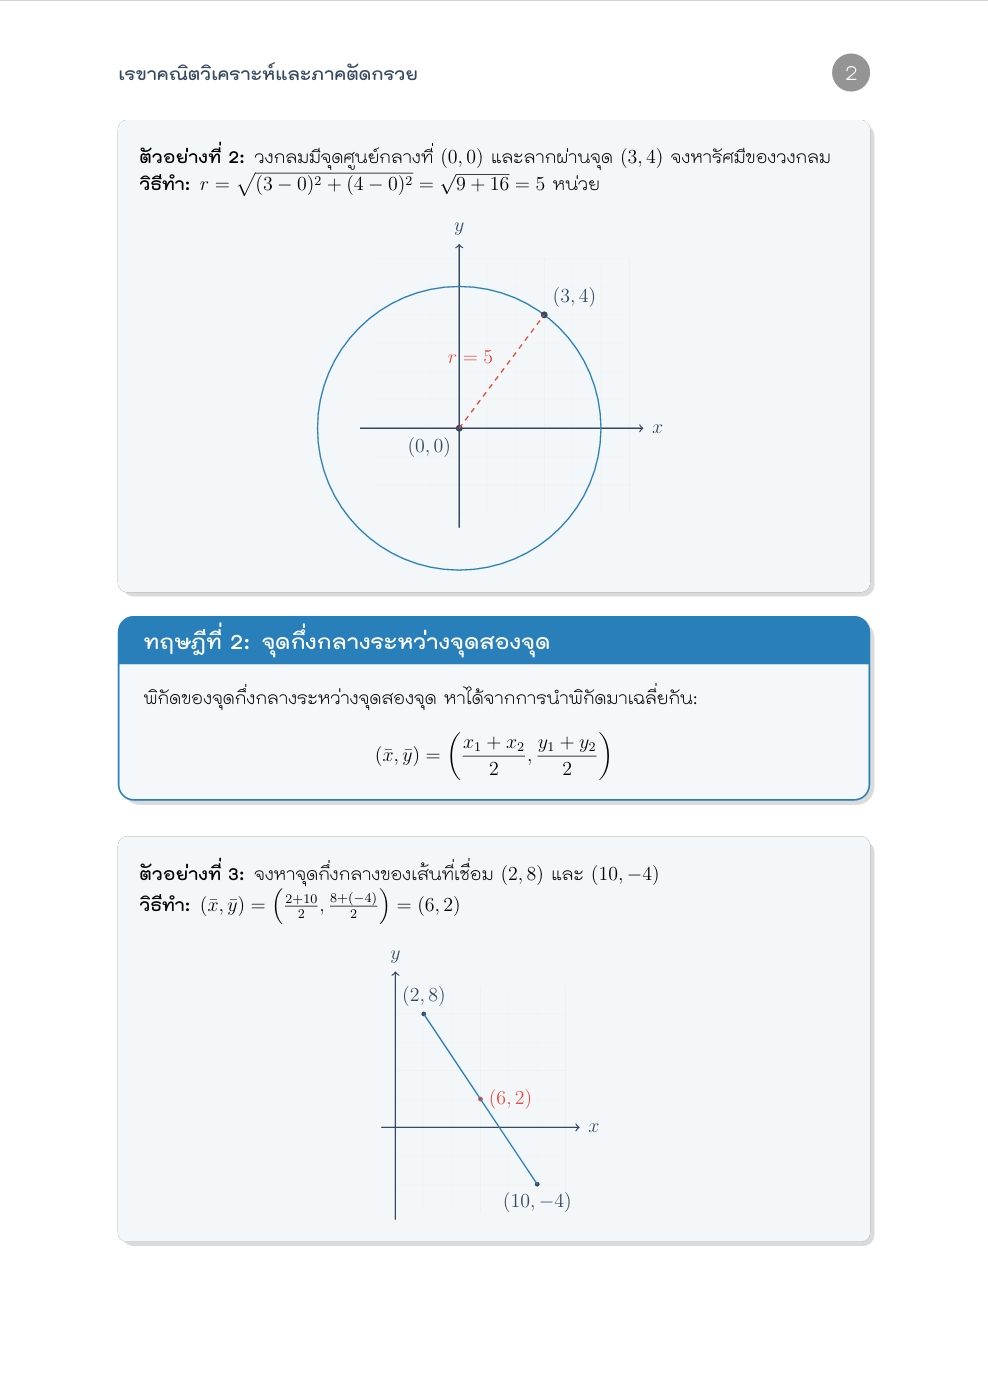 เรขาคณิตวิเคราะห์และภาคตัดกรวย
2
ตัวอย่างที่ 2: วงกลมมีจุดศูนย์กลางที่ (0, 0) และลากผ่านจุด (3, 4) จงหารัศมีของวงกลม
วิธีทำ: r = √((3 − 0)² + (4 − 0)²) = √(9 + 16) = 5 หน่วย
y
(3, 4)
r = 5
x
(0, 0)
ทฤษฎีที่ 2: จุดกึ่งกลางระหว่างจุดสองจุด
พิกัดของจุดกึ่งกลางระหว่างจุดสองจุด หาได้จากการนำพิกัดมาเฉลี่ยกัน:
(x̄, ȳ) = ((x₁ + x₂)/2, (y₁ + y₂)/2)
ตัวอย่างที่ 3: จงหาจุดกึ่งกลางของเส้นที่เชื่อม (2, 8) และ (10, −4)
วิธีทำ: (x̄, ȳ) = ((2+10)/2, (8+(−4))/2) = (6, 2)
y
(2, 8)
(6, 2)
x
(10, −4)